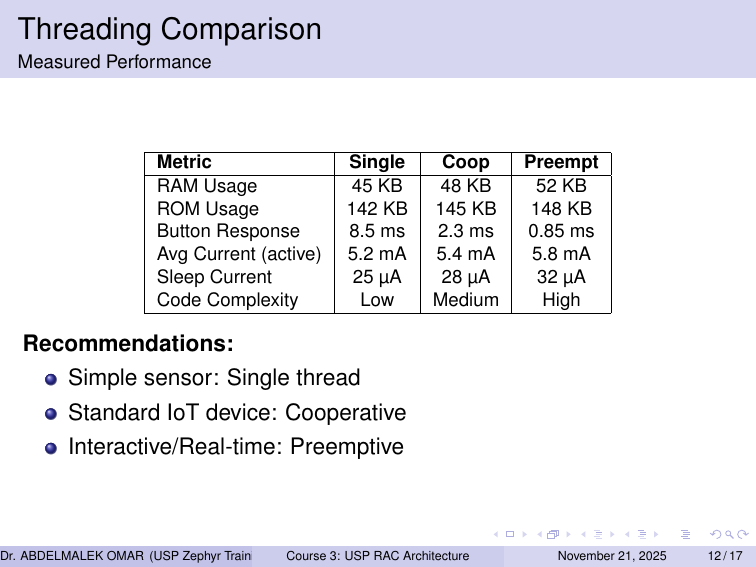 Threading Comparison
Measured Performance
Metric Single Coop Preempt
RAM Usage 45 KB 48 KB 52 KB
ROM Usage 142 KB 145 KB 148 KB
Button Response 8.5 ms 2.3 ms 0.85 ms
Avg Current (active) 5.2 mA 5.4 mA 5.8 mA
Sleep Current 25 µA 28 µA 32 µA
Code Complexity Low Medium High
Recommendations:
Simple sensor: Single thread
Standard IoT device: Cooperative
Interactive/Real-time: Preemptive
Dr. ABDELMALEK OMAR (USP Zephyr Train Course 3: USP RAC Architecture November 21, 2025 12 / 17